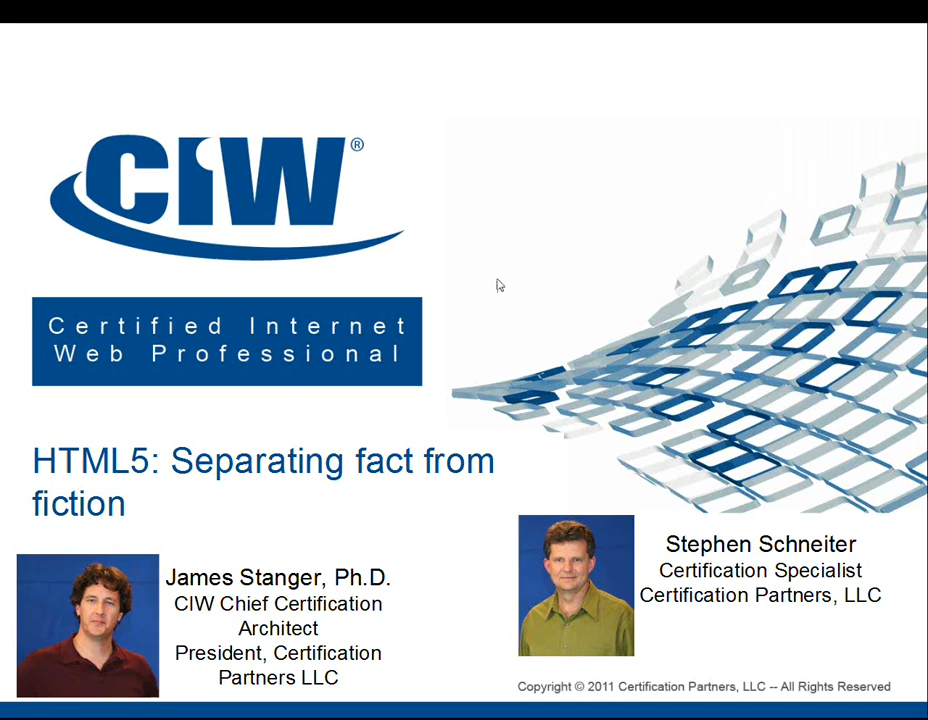 CIW®
Certified Internet
Web Professional
HTML5: Separating fact from
fiction
James Stanger, Ph.D.
CIW Chief Certification
Architect
President, Certification
Partners LLC
Stephen Schneiter
Certification Specialist
Certification Partners, LLC
Copyright © 2011 Certification Partners, LLC -- All Rights Reserved